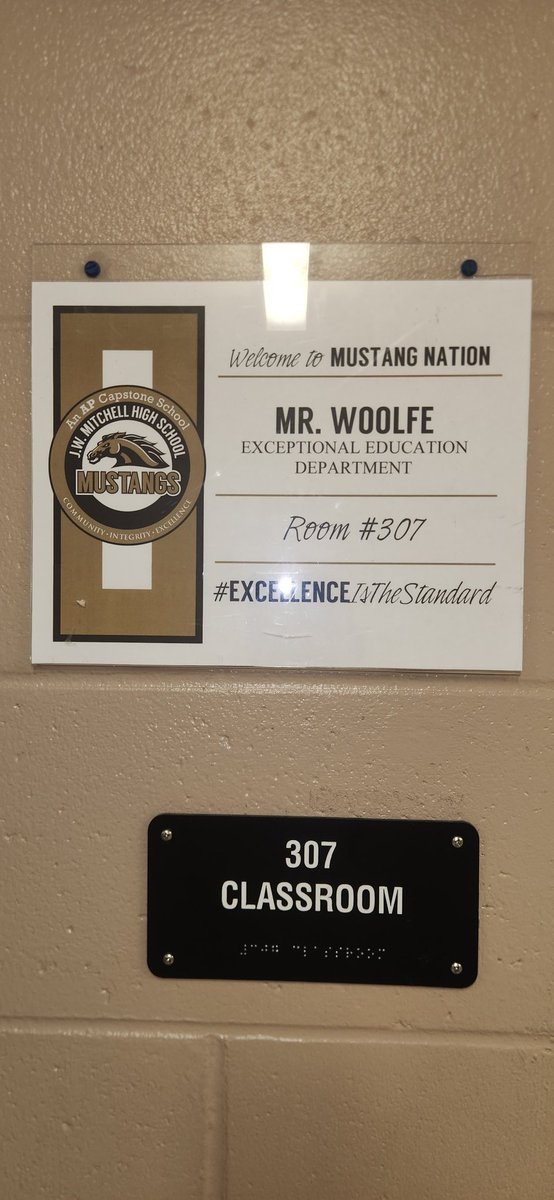 An AP Capstone School
J.W. MITCHELL HIGH SCHOOL
MUSTANGS
COMMUNITY · INTEGRITY · EXCELLENCE
Welcome to MUSTANG NATION
MR. WOOLFE
EXCEPTIONAL EDUCATION
DEPARTMENT
Room #307
#EXCELLENCEIsTheStandard
307
CLASSROOM
⠼⠉⠚⠛ ⠉⠇⠁⠎⠎⠗⠕⠕⠍